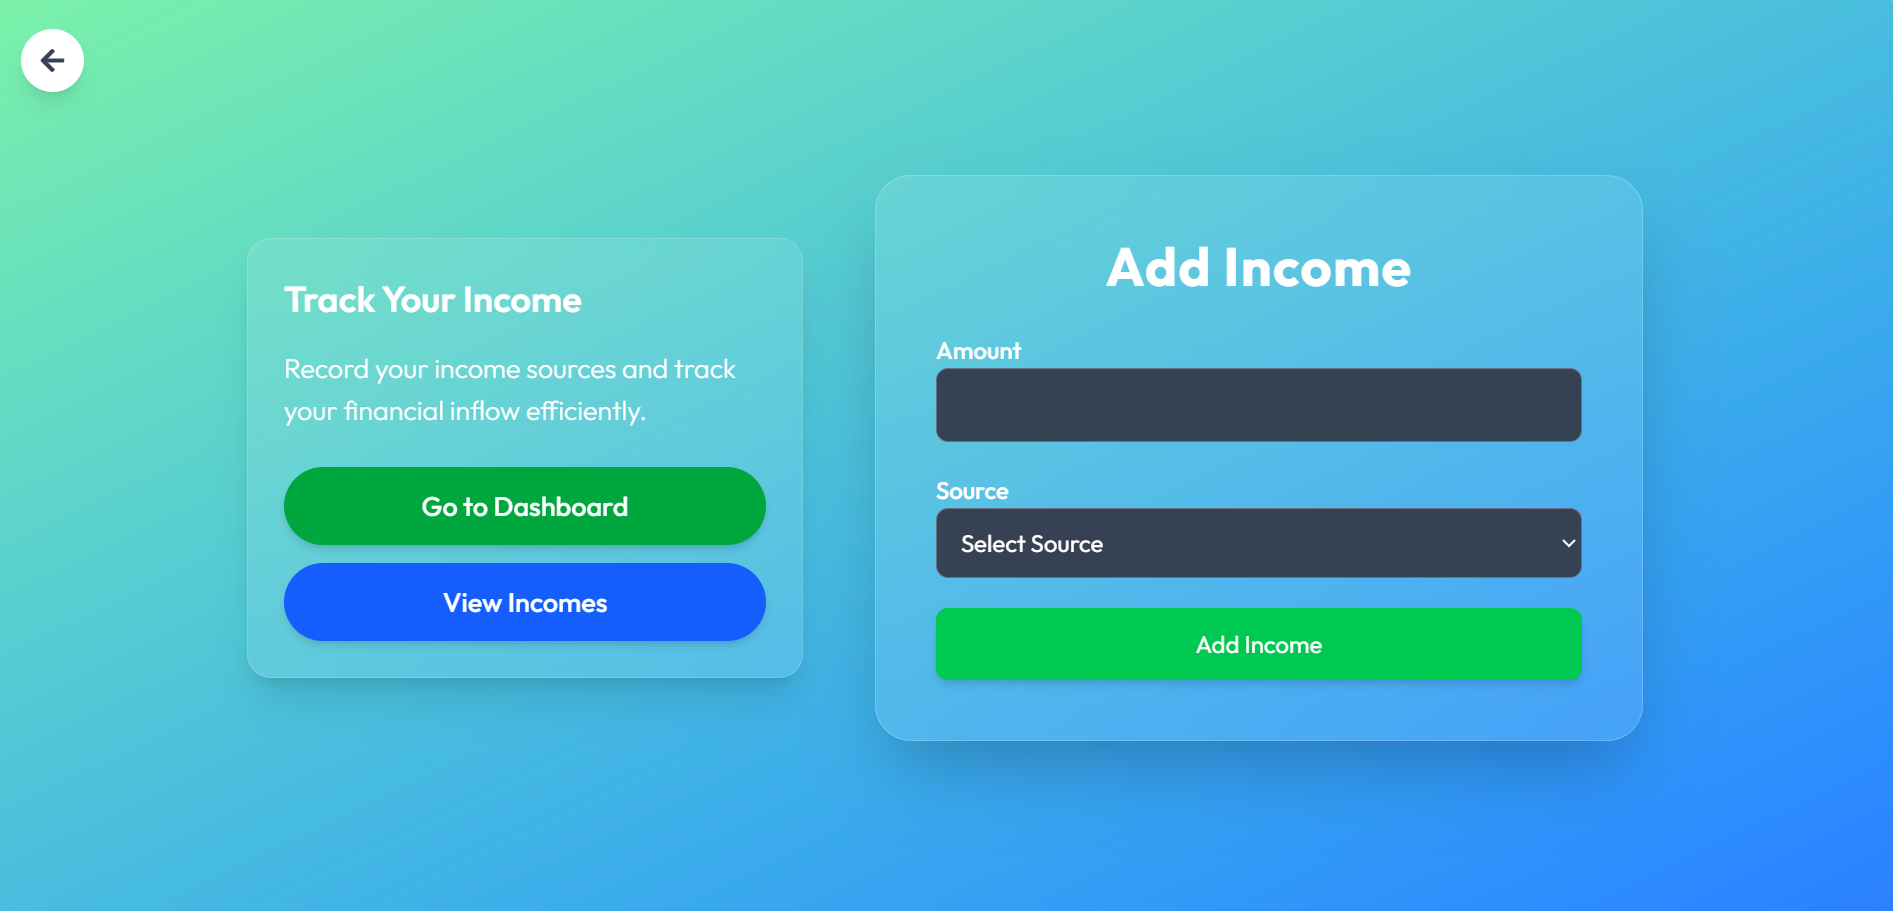 Track Your Income
Record your income sources and track
your financial inflow efficiently.
Go to Dashboard
View Incomes
Add Income
Amount
Source
Select Source
Add Income